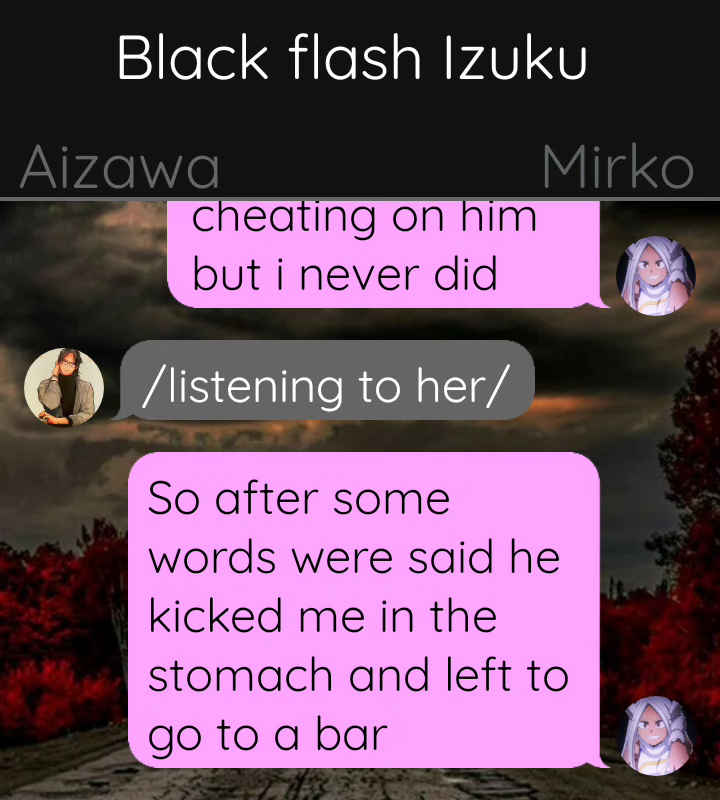 Black flash Izuku
Aizawa Mirko
cheating on him
but i never did
/listening to her/
So after some
words were said he
kicked me in the
stomach and left to
go to a bar